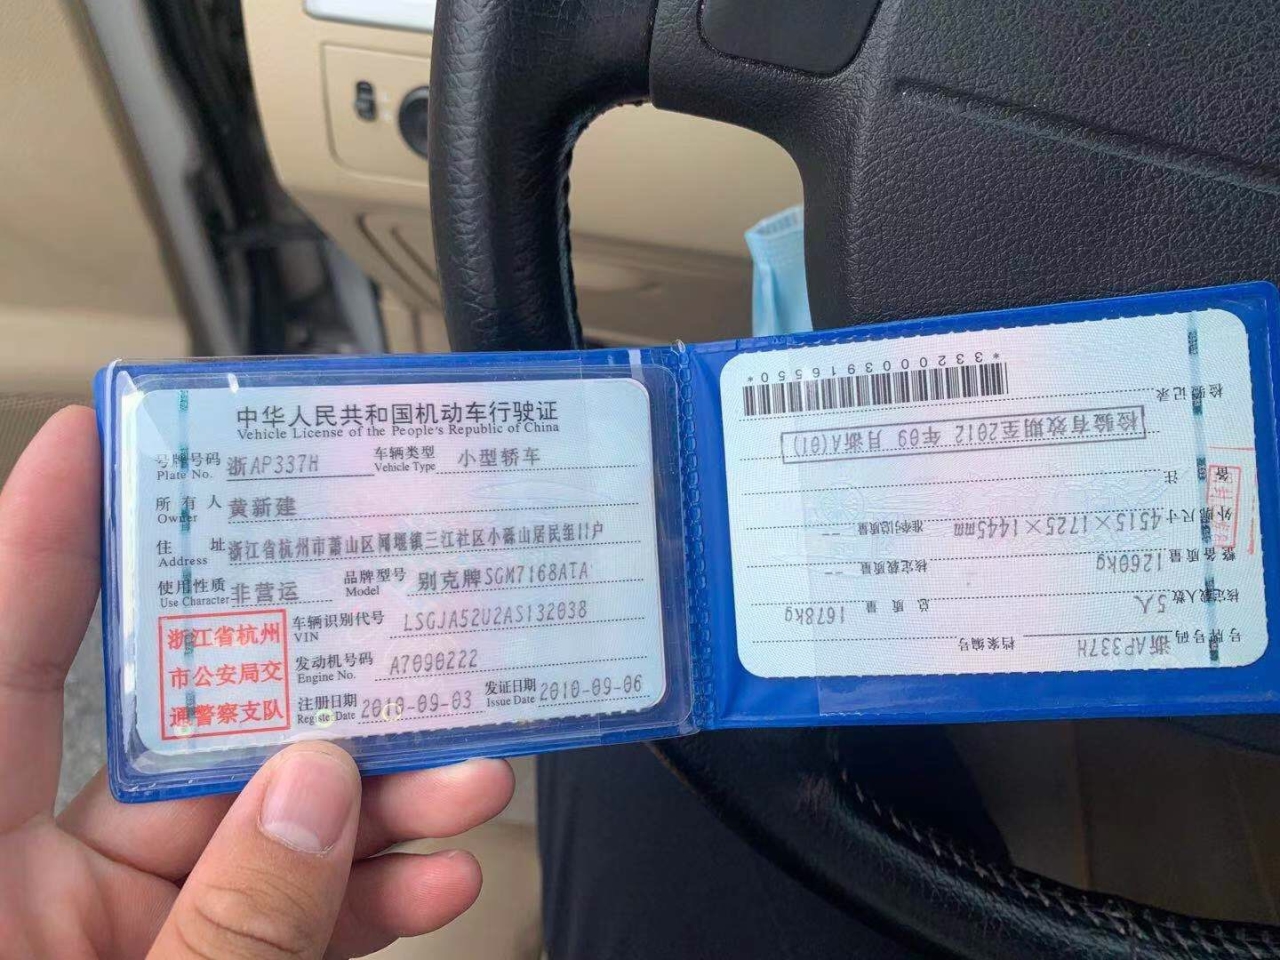 中华人民共和国机动车行驶证
Vehicle License of the People's Republic of China
号牌号码 浙AP337H 车辆类型 小型轿车
Plate No. Vehicle Type
所有人 黄新建
Owner
住址 浙江省杭州市萧山区闻堰镇三江社区小砾山居民组11户
Address
使用性质 非营运 品牌型号 别克牌SGM7168ATA
Use Character Model
浙江省杭州
市公安局交
通警察支队
车辆识别代号 LSGJA52U2AS132038
VIN
发动机号码 A7090222
Engine No.
注册日期 2010-09-03 发证日期 2010-09-06
Register Date Issue Date
号牌号码 浙AP337H 档案编号
核定载人数 5人 总质量 1678kg
整备质量 1260kg 核定载质量 --
外廓尺寸 4515×1725×1445mm 准牵引总质量 --
备注
检验有效期至2012年09月浙A(01)
检验记录
*3320000391650*